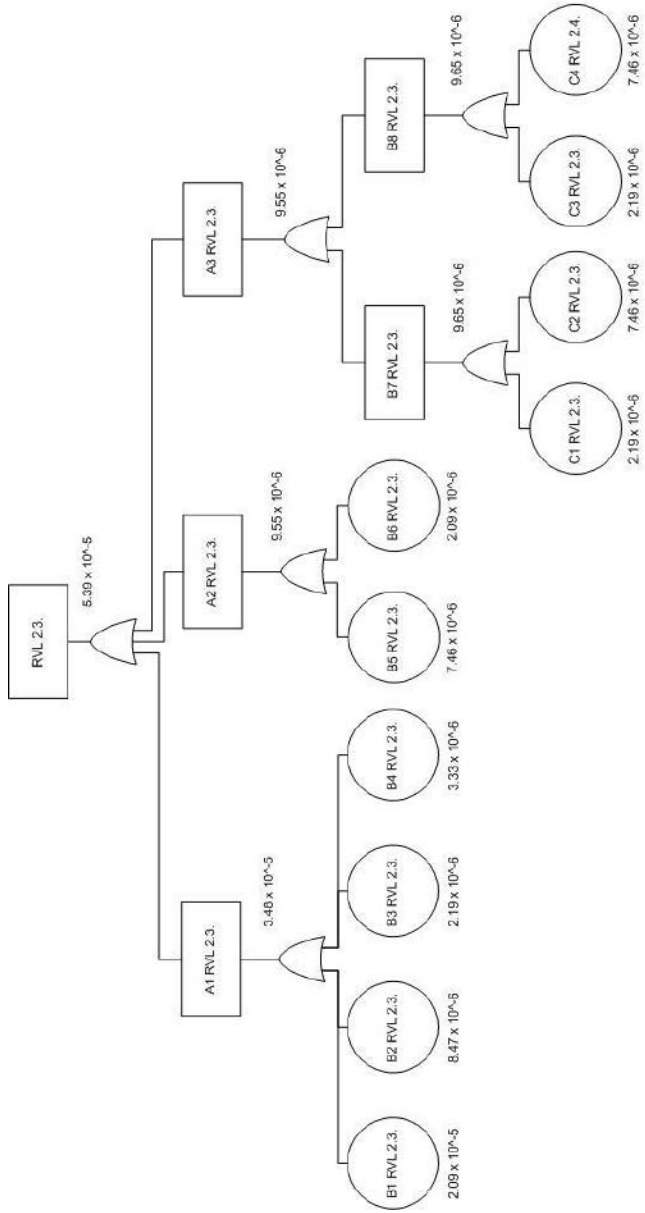 RVL 2.3.
5.39 x 10^-5
A1 RVL 2.3.
A2 RVL 2.3.
A3 RVL 2.3.
3.48 x 10^-5
9.55 x 10^-6
9.55 x 10^-6
B1 RVL 2.3.
B2 RVL 2.3.
B3 RVL 2.3.
B4 RVL 2.3.
B5 RVL 2.3.
B6 RVL 2.3.
B7 RVL 2.3.
B8 RVL 2.3.
2.09 x 10^-5
8.47 x 10^-6
2.19 x 10^-6
3.33 x 10^-6
7.46 x 10^-6
2.09 x 10^-6
9.65 x 10^-6
9.65 x 10^-6
C1 RVL 2.3.
C2 RVL 2.3.
C3 RVL 2.3
C4 RVL 2.4.
2.19 x 10^-6
7.46 x 10^-6
2.19 x 10^-6
7.46 x 10^-6